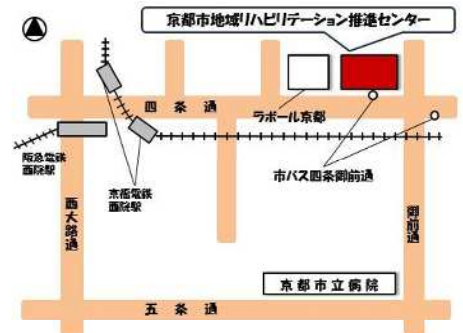 京都市地域リハビリテーション推進センター
四条通
ラボール京都
阪急電鉄
西院駅
京福電鉄
西院駅
市バス四条御前通
西大路通
御前通
京都市立病院
五条通